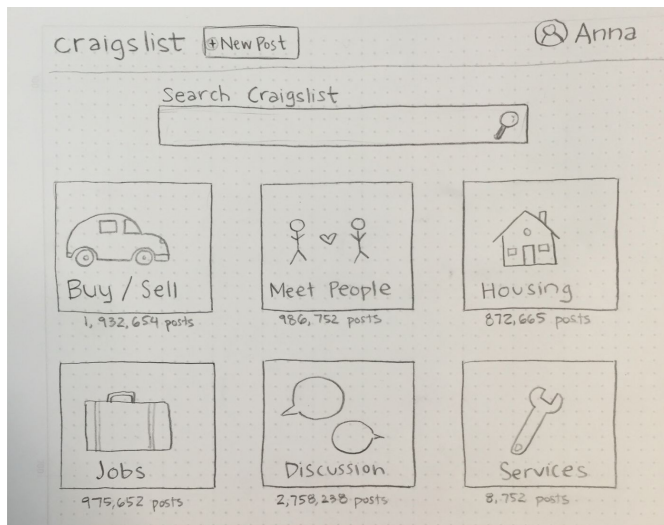 craigslist ⊕New Post Anna
Search Craigslist
Buy / Sell Meet People Housing
1,932,654 posts 986,752 posts 872,665 posts
Jobs Discussion Services
975,652 posts 2,758,238 posts 8,752 posts